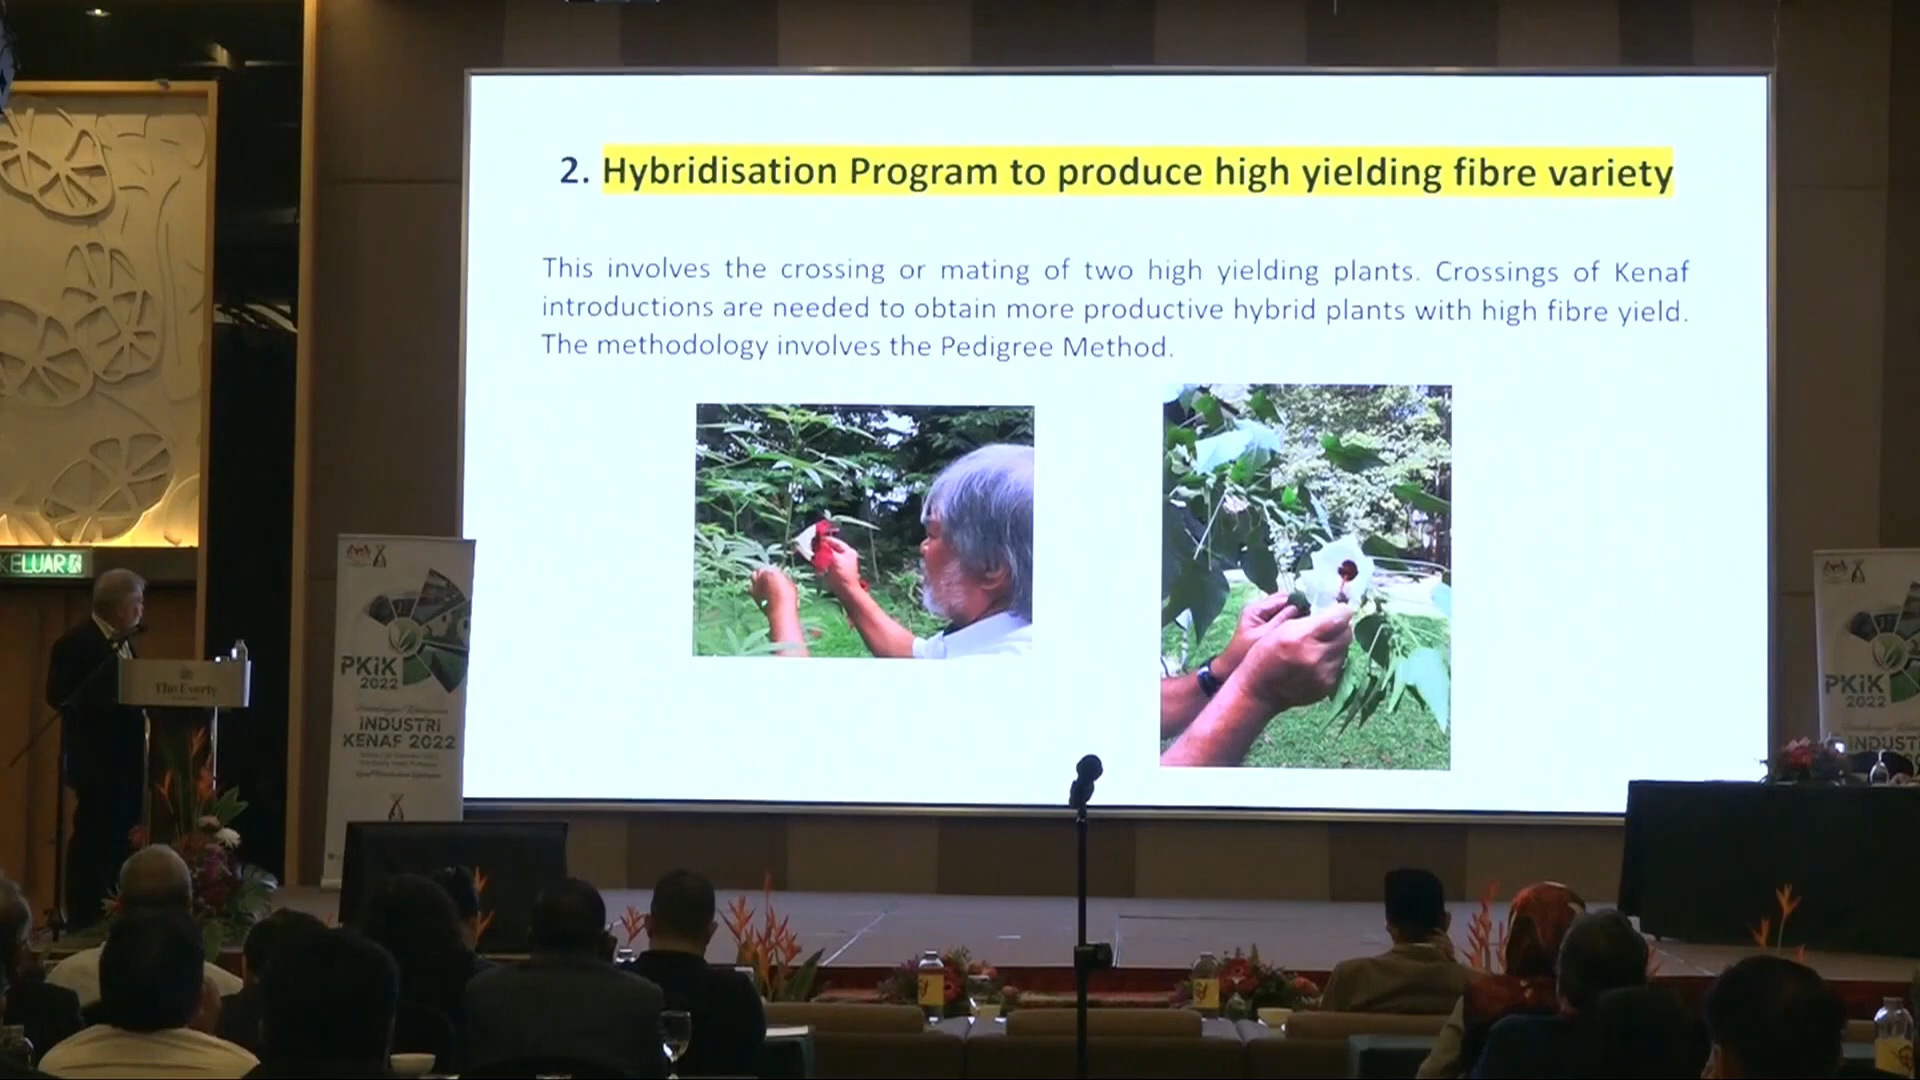 2. Hybridisation Program to produce high yielding fibre variety
This involves the crossing or mating of two high yielding plants. Crossings of Kenaf
introductions are needed to obtain more productive hybrid plants with high fibre yield.
The methodology involves the Pedigree Method.
KELUAR
The Everly
PKiK
2022
iNDUSTRi
KENAF 2022
PKiK
2022
iNDUST